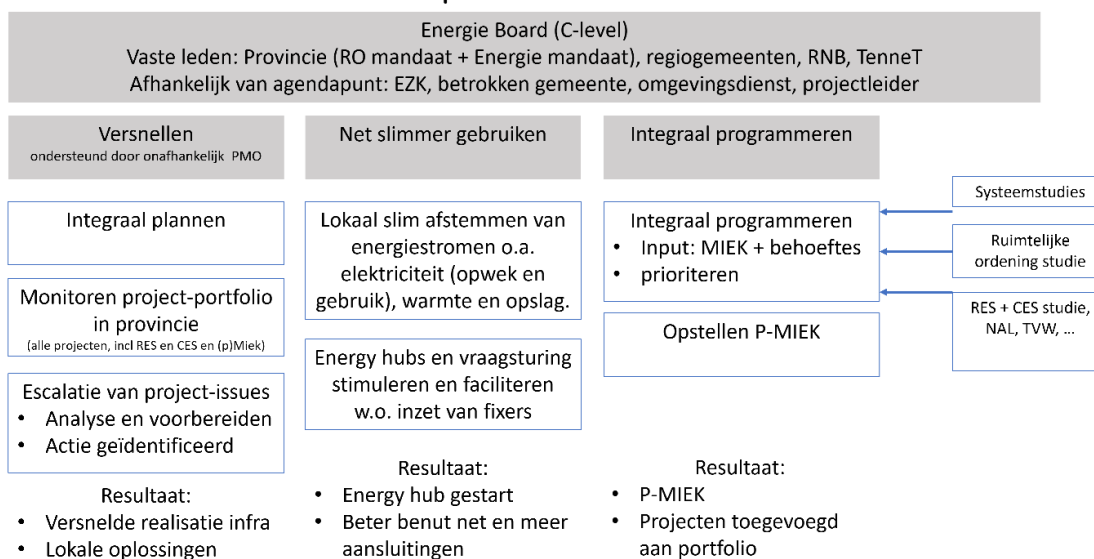 Energie Board (C-level)
Vaste leden: Provincie (RO mandaat + Energie mandaat), regiogemeenten, RNB, TenneT
Afhankelijk van agendapunt: EZK, betrokken gemeente, omgevingsdienst, projectleider
Versnellen
ondersteund door onafhankelijk PMO
Integraal plannen
Monitoren project-portfolio
in provincie
(alle projecten, incl RES en CES en (p)Miek)
Escalatie van project-issues
• Analyse en voorbereiden
• Actie geïdentificeerd
Resultaat:
• Versnelde realisatie infra
• Lokale oplossingen
Net slimmer gebruiken
Lokaal slim afstemmen van
energiestromen o.a.
elektriciteit (opwek en
gebruik), warmte en opslag.
Energy hubs en vraagsturing
stimuleren en faciliteren
w.o. inzet van fixers
Resultaat:
• Energy hub gestart
• Beter benut net en meer
aansluitingen
Integraal programmeren
Integraal programmeren
• Input: MIEK + behoeftes
• prioriteren
Opstellen P-MIEK
Resultaat:
• P-MIEK
• Projecten toegevoegd
aan portfolio
Systeemstudies
Ruimtelijke
ordening studie
RES + CES studie,
NAL, TVW, ...